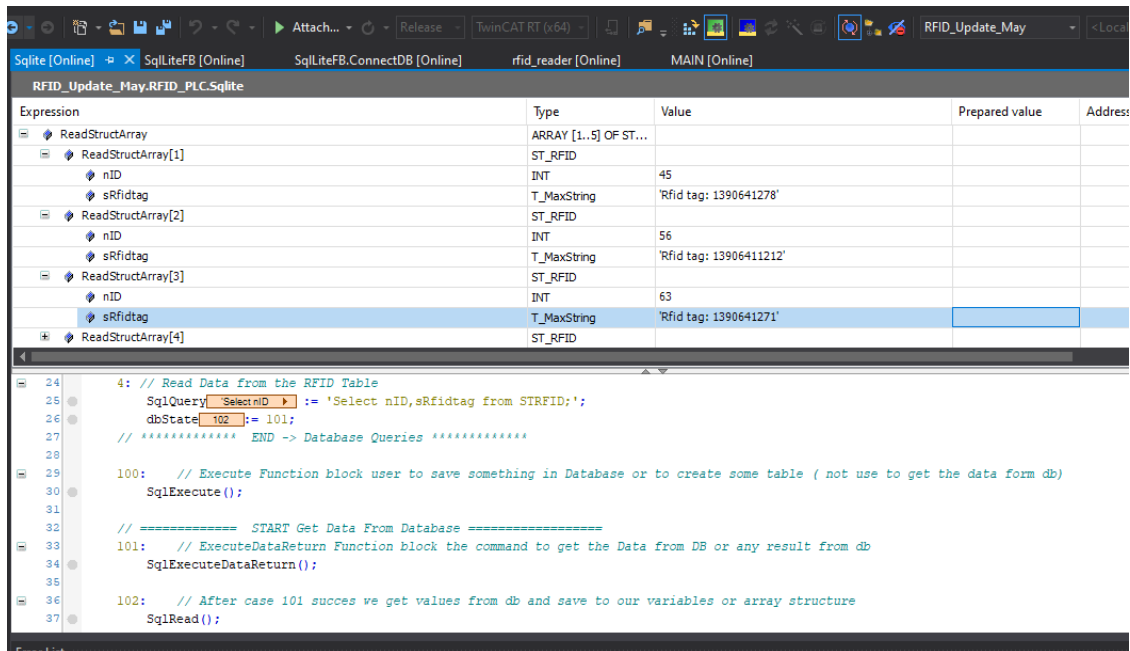 Attach... Release TwinCAT RT (x64) RFID_Update_May <Local
Sqlite [Online] SqlLiteFB [Online] SqlLiteFB.ConnectDB [Online] rfid_reader [Online] MAIN [Online]
RFID_Update_May.RFID_PLC.Sqlite
Expression Type Value Prepared value Address
ReadStructArray ARRAY [1..5] OF ST...
ReadStructArray[1] ST_RFID
nID INT 45
sRfidtag T_MaxString 'Rfid tag: 1390641278'
ReadStructArray[2] ST_RFID
nID INT 56
sRfidtag T_MaxString 'Rfid tag: 13906411212'
ReadStructArray[3] ST_RFID
nID INT 63
sRfidtag T_MaxString 'Rfid tag: 1390641271'
ReadStructArray[4] ST_RFID
24 4: // Read Data from the RFID Table
25 SqlQuery 'Select nID := 'Select nID,sRfidtag from STRFID;';
26 dbState 102 := 101;
27 // ************* END -> Database Queries *************
28
29 100: // Execute Function block user to save something in Database or to create some table ( not use to get the data form db)
30 SqlExecute();
31
32 // ============= START Get Data From Database ==================
33 101: // ExecuteDataReturn Function block the command to get the Data from DB or any result from db
34 SqlExecuteDataReturn();
35
36 102: // After case 101 succes we get values from db and save to our variables or array structure
37 SqlRead();